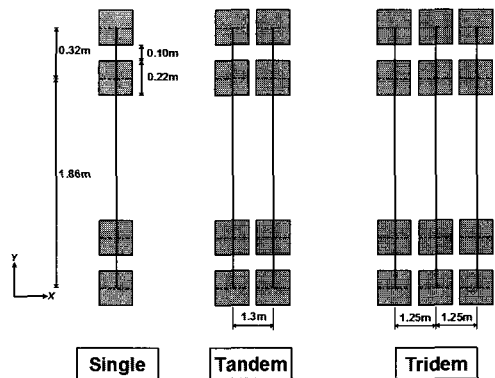 0.32m
0.10m
0.22m
1.86m
Y
X
1.3m
1.25m 1.25m
Single
Tandem
Tridem